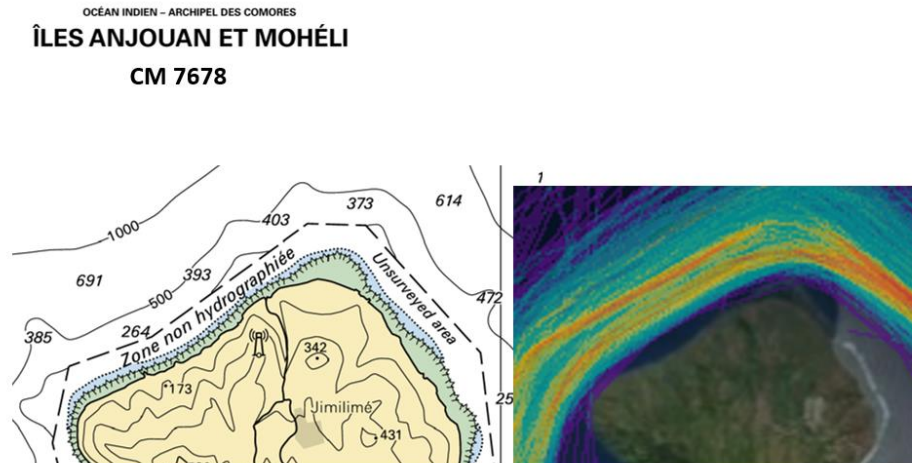 OCÉAN INDIEN – ARCHIPEL DES COMORES
ÎLES ANJOUAN ET MOHÉLI
CM 7678
1
614
373
403
1000
691
393
500
472
385
264
Zone non hydrographiée
Unsurveyed area
342
173
25
Jimilimé
431